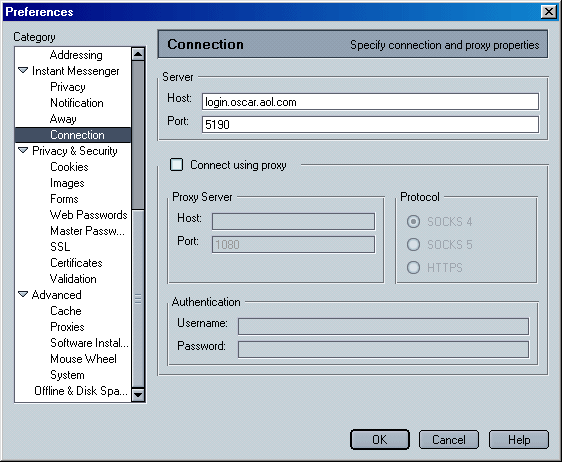 Preferences
Category
Addressing
Instant Messenger
Privacy
Notification
Away
Connection
Privacy & Security
Cookies
Images
Forms
Web Passwords
Master Passw...
SSL
Certificates
Validation
Advanced
Cache
Proxies
Software Instal...
Mouse Wheel
System
Offline & Disk Spa...
Connection Specify connection and proxy properties
Server
Host: login.oscar.aol.com
Port: 5190
Connect using proxy
Proxy Server
Host:
Port: 1080
Protocol
SOCKS 4
SOCKS 5
HTTPS
Authentication
Username:
Password:
OK Cancel Help